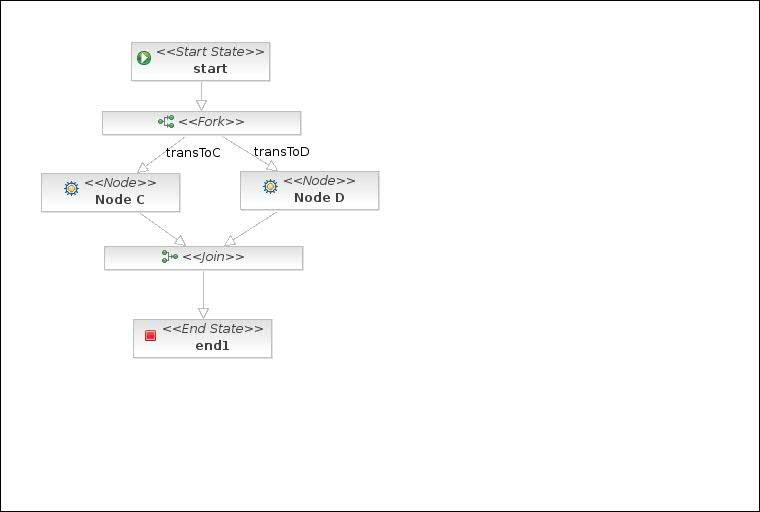 <<Start State>>
start
<<Fork>>
transToC
transToD
<<Node>>
Node C
<<Node>>
Node D
<<Join>>
<<End State>>
end1